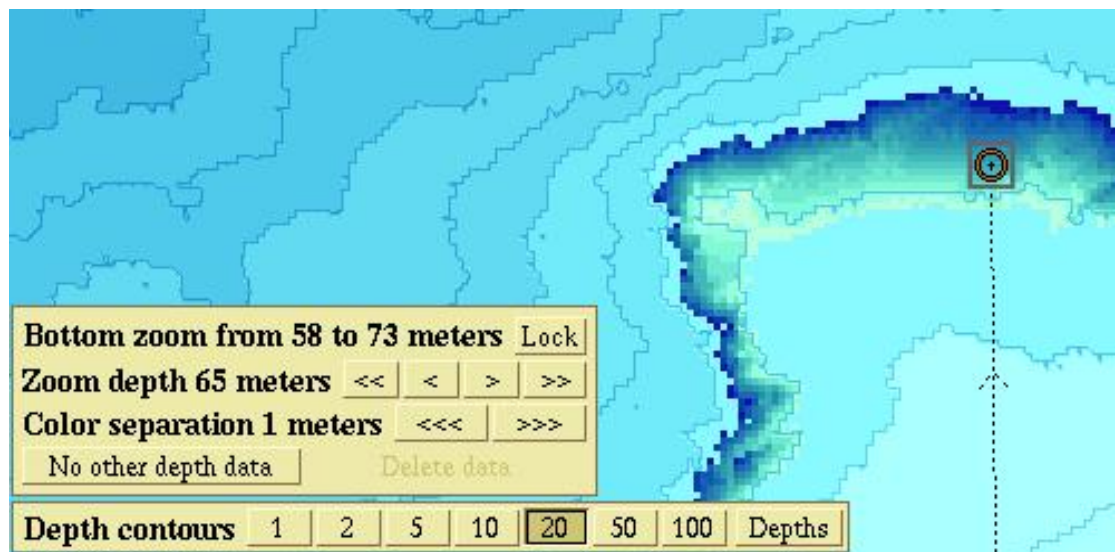 Bottom zoom from 58 to 73 meters Lock
Zoom depth 65 meters << < > >>
Color separation 1 meters <<< >>>
No other depth data Delete data
Depth contours 1 2 5 10 20 50 100 Depths